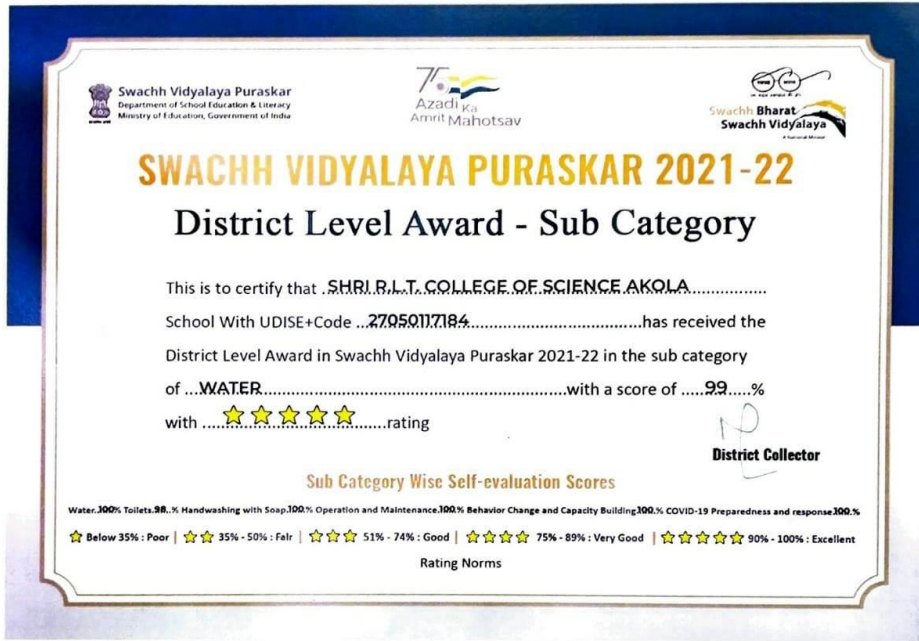 Swachh Vidyalaya Puraskar
Department of School Education & Literacy
Ministry of Education, Government of India
75
Azadi Ka
Amrit Mahotsav
Swachh Bharat
Swachh Vidyalaya
A National Mission
SWACHH VIDYALAYA PURASKAR 2021-22
District Level Award - Sub Category
This is to certify that .SHRI.R.L.T. COLLEGE OF SCIENCE AKOLA.................
School With UDISE+Code ...27050117184.......................................has received the
District Level Award in Swachh Vidyalaya Puraskar 2021-22 in the sub category
of ...WATER.....................................................................with a score of .....99.....%
with .....................................rating
District Collector
Sub Category Wise Self-evaluation Scores
Water.100% Toilets.98..% Handwashing with Soap.100.% Operation and Maintenance.100.% Behavior Change and Capacity Building100.% COVID-19 Preparedness and response100.%
Below 35% : Poor | 35% - 50% : Fair | 51% - 74% : Good | 75% - 89% : Very Good | 90% - 100% : Excellent
Rating Norms